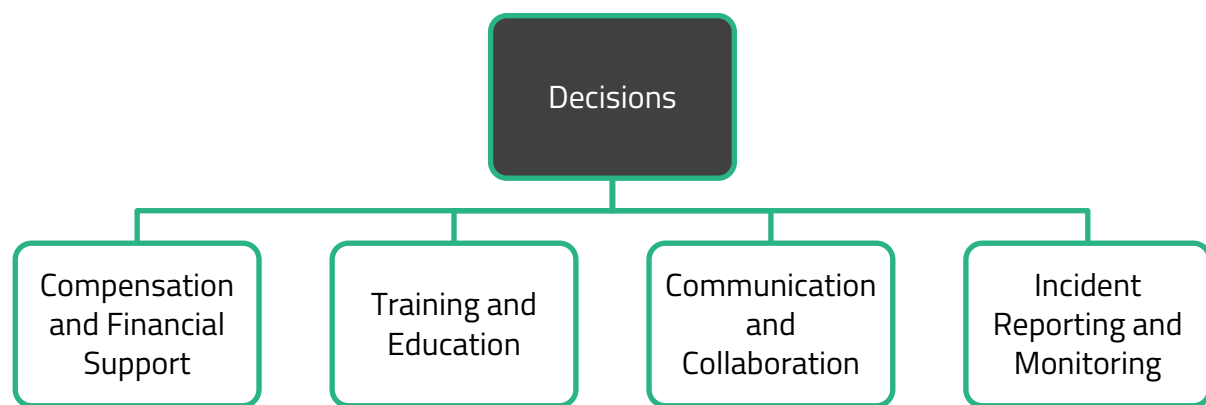 Decisions
Compensation
and Financial
Support
Training and
Education
Communication
and
Collaboration
Incident
Reporting and
Monitoring